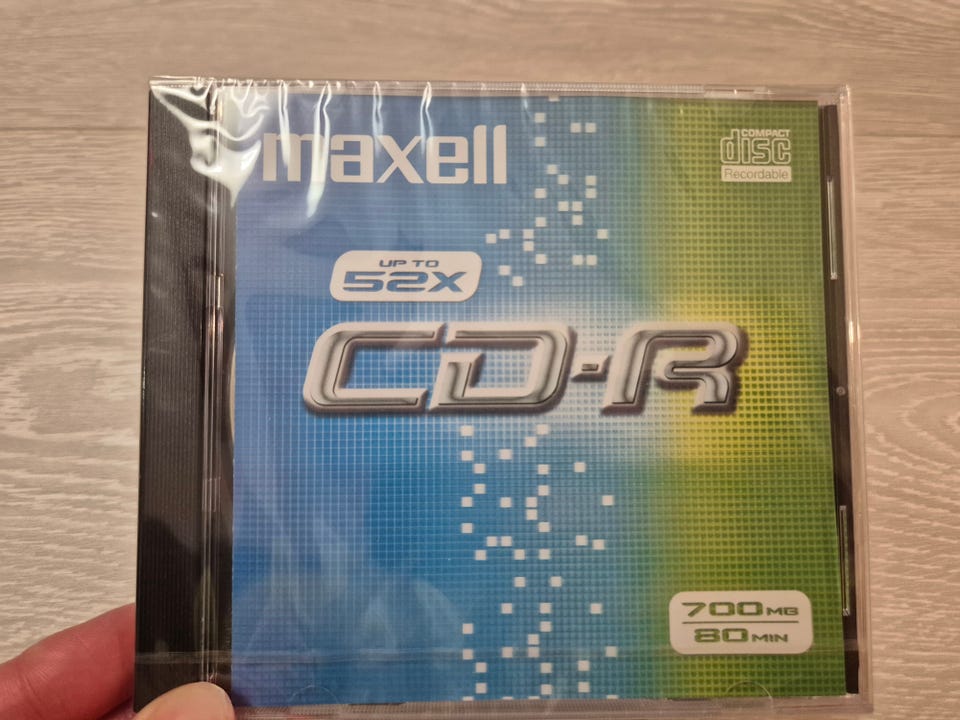 maxell
COMPACT
disc
Recordable
UP TO
52X
CD-R
700MB
80MIN